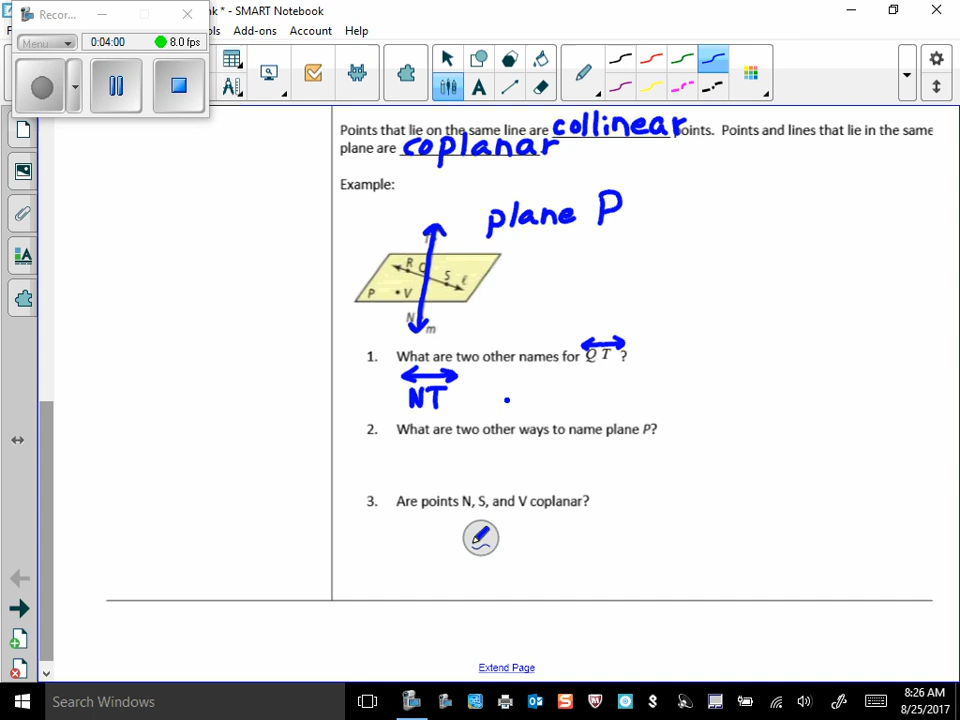 Recor...
nk * - SMART Notebook
ols Add-ons Account Help
Menu 0:04:00 8.0 fps
Points that lie on the same line are collinear points. Points and lines that lie in the same
plane are coplanar
Example:
plane P
R
S
ℓ
P
V
N
m
1. What are two other names for QT ?
NT
2. What are two other ways to name plane P?
3. Are points N, S, and V coplanar?
Extend Page
Search Windows
8:26 AM
8/25/2017